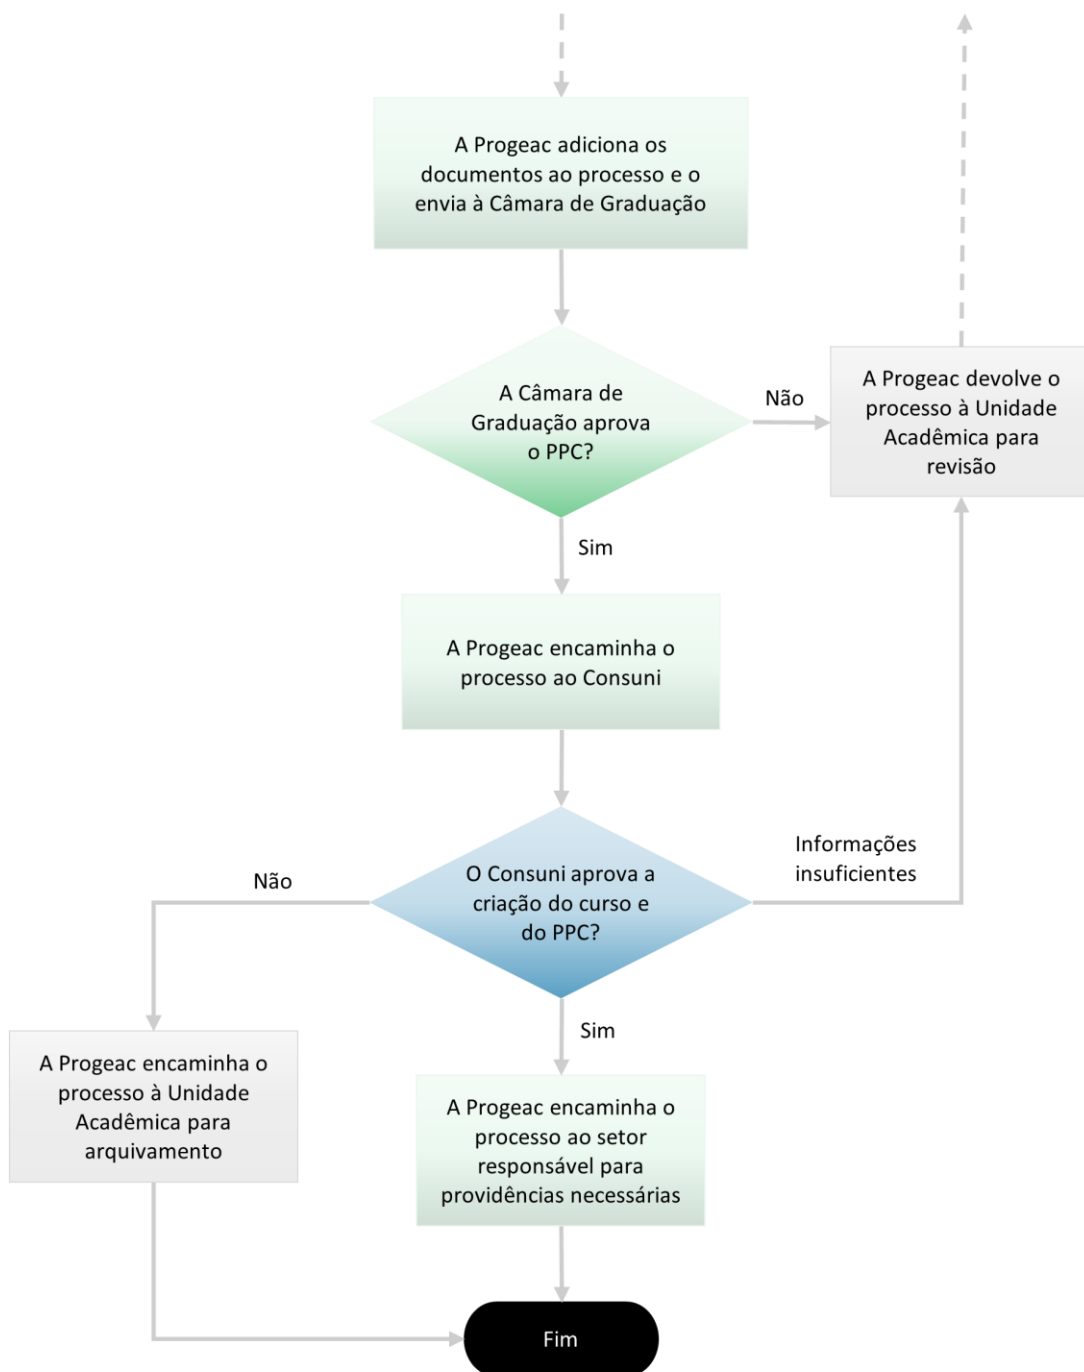 A Progeac adiciona os
documentos ao processo e o
envia à Câmara de Graduação
A Câmara de
Graduação aprova
o PPC?
Não
A Progeac devolve o
processo à Unidade
Acadêmica para
revisão
Sim
A Progeac encaminha o
processo ao Consuni
O Consuni aprova a
criação do curso e
do PPC?
Não
Informações
insuficientes
Sim
A Progeac encaminha o
processo à Unidade
Acadêmica para
arquivamento
A Progeac encaminha o
processo ao setor
responsável para
providências necessárias
Fim